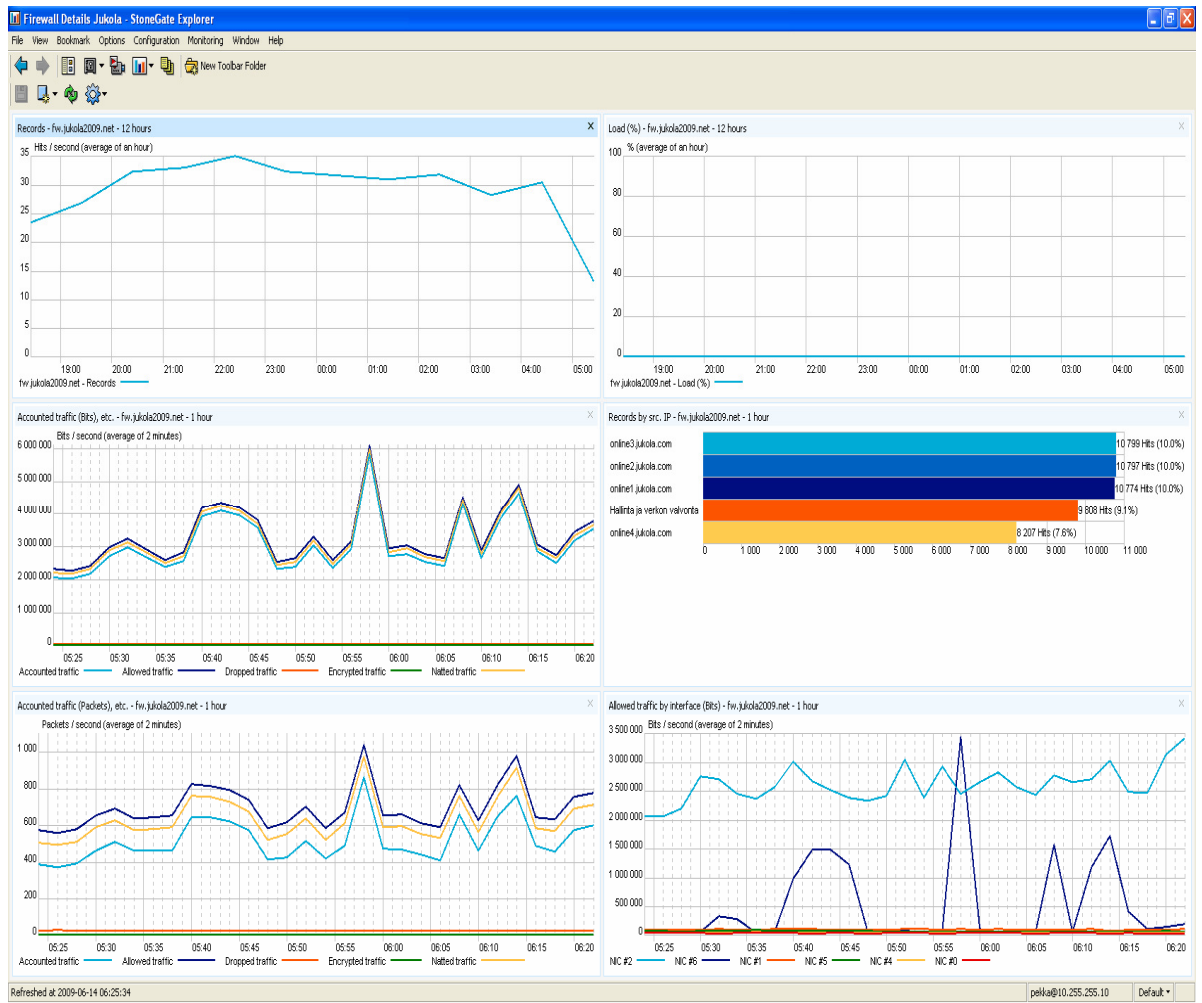 Firewall Details Jukola - StoneGate Explorer
File View Bookmark Options Configuration Monitoring Window Help
New Toolbar Folder
Records - fw.jukola2009.net - 12 hours
Hits / second (average of an hour)
35
30
25
20
15
10
5
0
19:00 20:00 21:00 22:00 23:00 00:00 01:00 02:00 03:00 04:00 05:00
fw.jukola2009.net - Records
Load (%) - fw.jukola2009.net - 12 hours
% (average of an hour)
100
80
60
40
20
0
19:00 20:00 21:00 22:00 23:00 00:00 01:00 02:00 03:00 04:00 05:00
fw.jukola2009.net - Load (%)
Accounted traffic (Bits), etc. - fw.jukola2009.net - 1 hour
Bits / second (average of 2 minutes)
6 000 000
5 000 000
4 000 000
3 000 000
2 000 000
1 000 000
0
05:25 05:30 05:35 05:40 05:45 05:50 05:55 06:00 06:05 06:10 06:15 06:20
Accounted traffic Allowed traffic Dropped traffic Encrypted traffic Natted traffic
Records by src. IP - fw.jukola2009.net - 1 hour
online3.jukola.com 10 799 Hits (10.0%)
online2.jukola.com 10 797 Hits (10.0%)
online1.jukola.com 10 774 Hits (10.0%)
Hallinta ja verkon valvonta 9 808 Hits (9.1%)
online4.jukola.com 8 207 Hits (7.6%)
0 1 000 2 000 3 000 4 000 5 000 6 000 7 000 8 000 9 000 10 000 11 000
Accounted traffic (Packets), etc. - fw.jukola2009.net - 1 hour
Packets / second (average of 2 minutes)
1 000
800
600
400
200
0
05:25 05:30 05:35 05:40 05:45 05:50 05:55 06:00 06:05 06:10 06:15 06:20
Accounted traffic Allowed traffic Dropped traffic Encrypted traffic Natted traffic
Allowed traffic by interface (Bits) - fw.jukola2009.net - 1 hour
Bits / second (average of 2 minutes)
3 500 000
3 000 000
2 500 000
2 000 000
1 500 000
1 000 000
500 000
0
05:25 05:30 05:35 05:40 05:45 05:50 05:55 06:00 06:05 06:10 06:15 06:20
NIC #2 NIC #6 NIC #1 NIC #5 NIC #4 NIC #0
Refreshed at 2009-06-14 06:25:34
pekka@10.255.255.10 Default